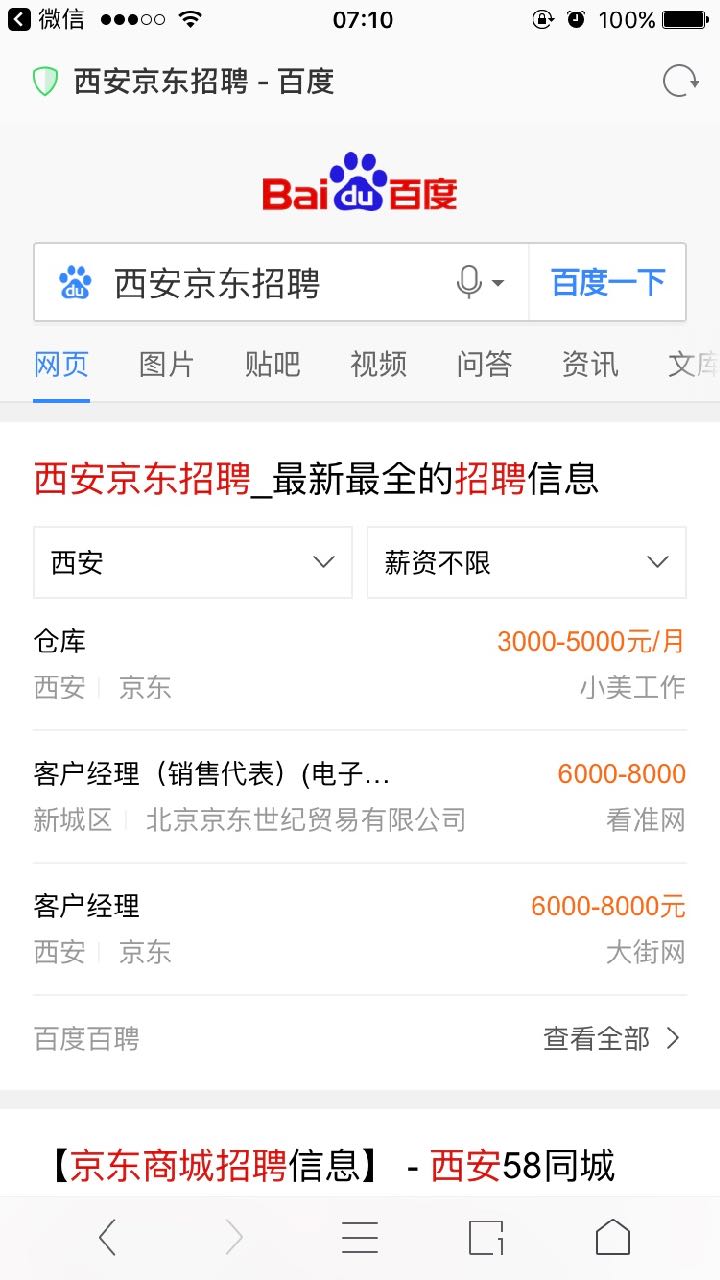 微信 07:10 100%
西安京东招聘 - 百度
Bai du 百度
du 西安京东招聘 百度一下
网页 图片 贴吧 视频 问答 资讯 文库
西安京东招聘_最新最全的招聘信息
西安 薪资不限
仓库 3000-5000元/月
西安 京东 小美工作
客户经理（销售代表）(电子... 6000-8000
新城区 北京京东世纪贸易有限公司 看准网
客户经理 6000-8000元
西安 京东 大街网
百度百聘 查看全部
【京东商城招聘信息】 - 西安58同城